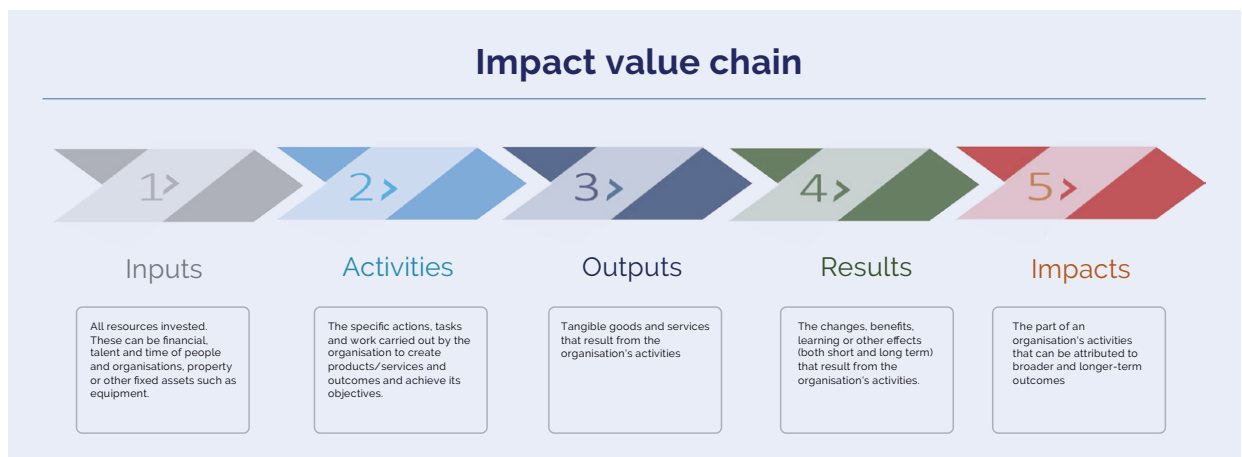 Impact value chain
1>
2>
3>
4>
5>
Inputs
Activities
Outputs
Results
Impacts
All resources invested.
These can be financial,
talent and time of people
and organisations, property
or other fixed assets such as
equipment.
The specific actions, tasks
and work carried out by the
organisation to create
products/services and
outcomes and achieve its
objectives.
Tangible goods and services
that result from the
organisation's activities
The changes, benefits,
learning or other effects
(both short and long term)
that result from the
organisation's activities.
The part of an
organisation's activities
that can be attributed to
broader and longer-term
outcomes